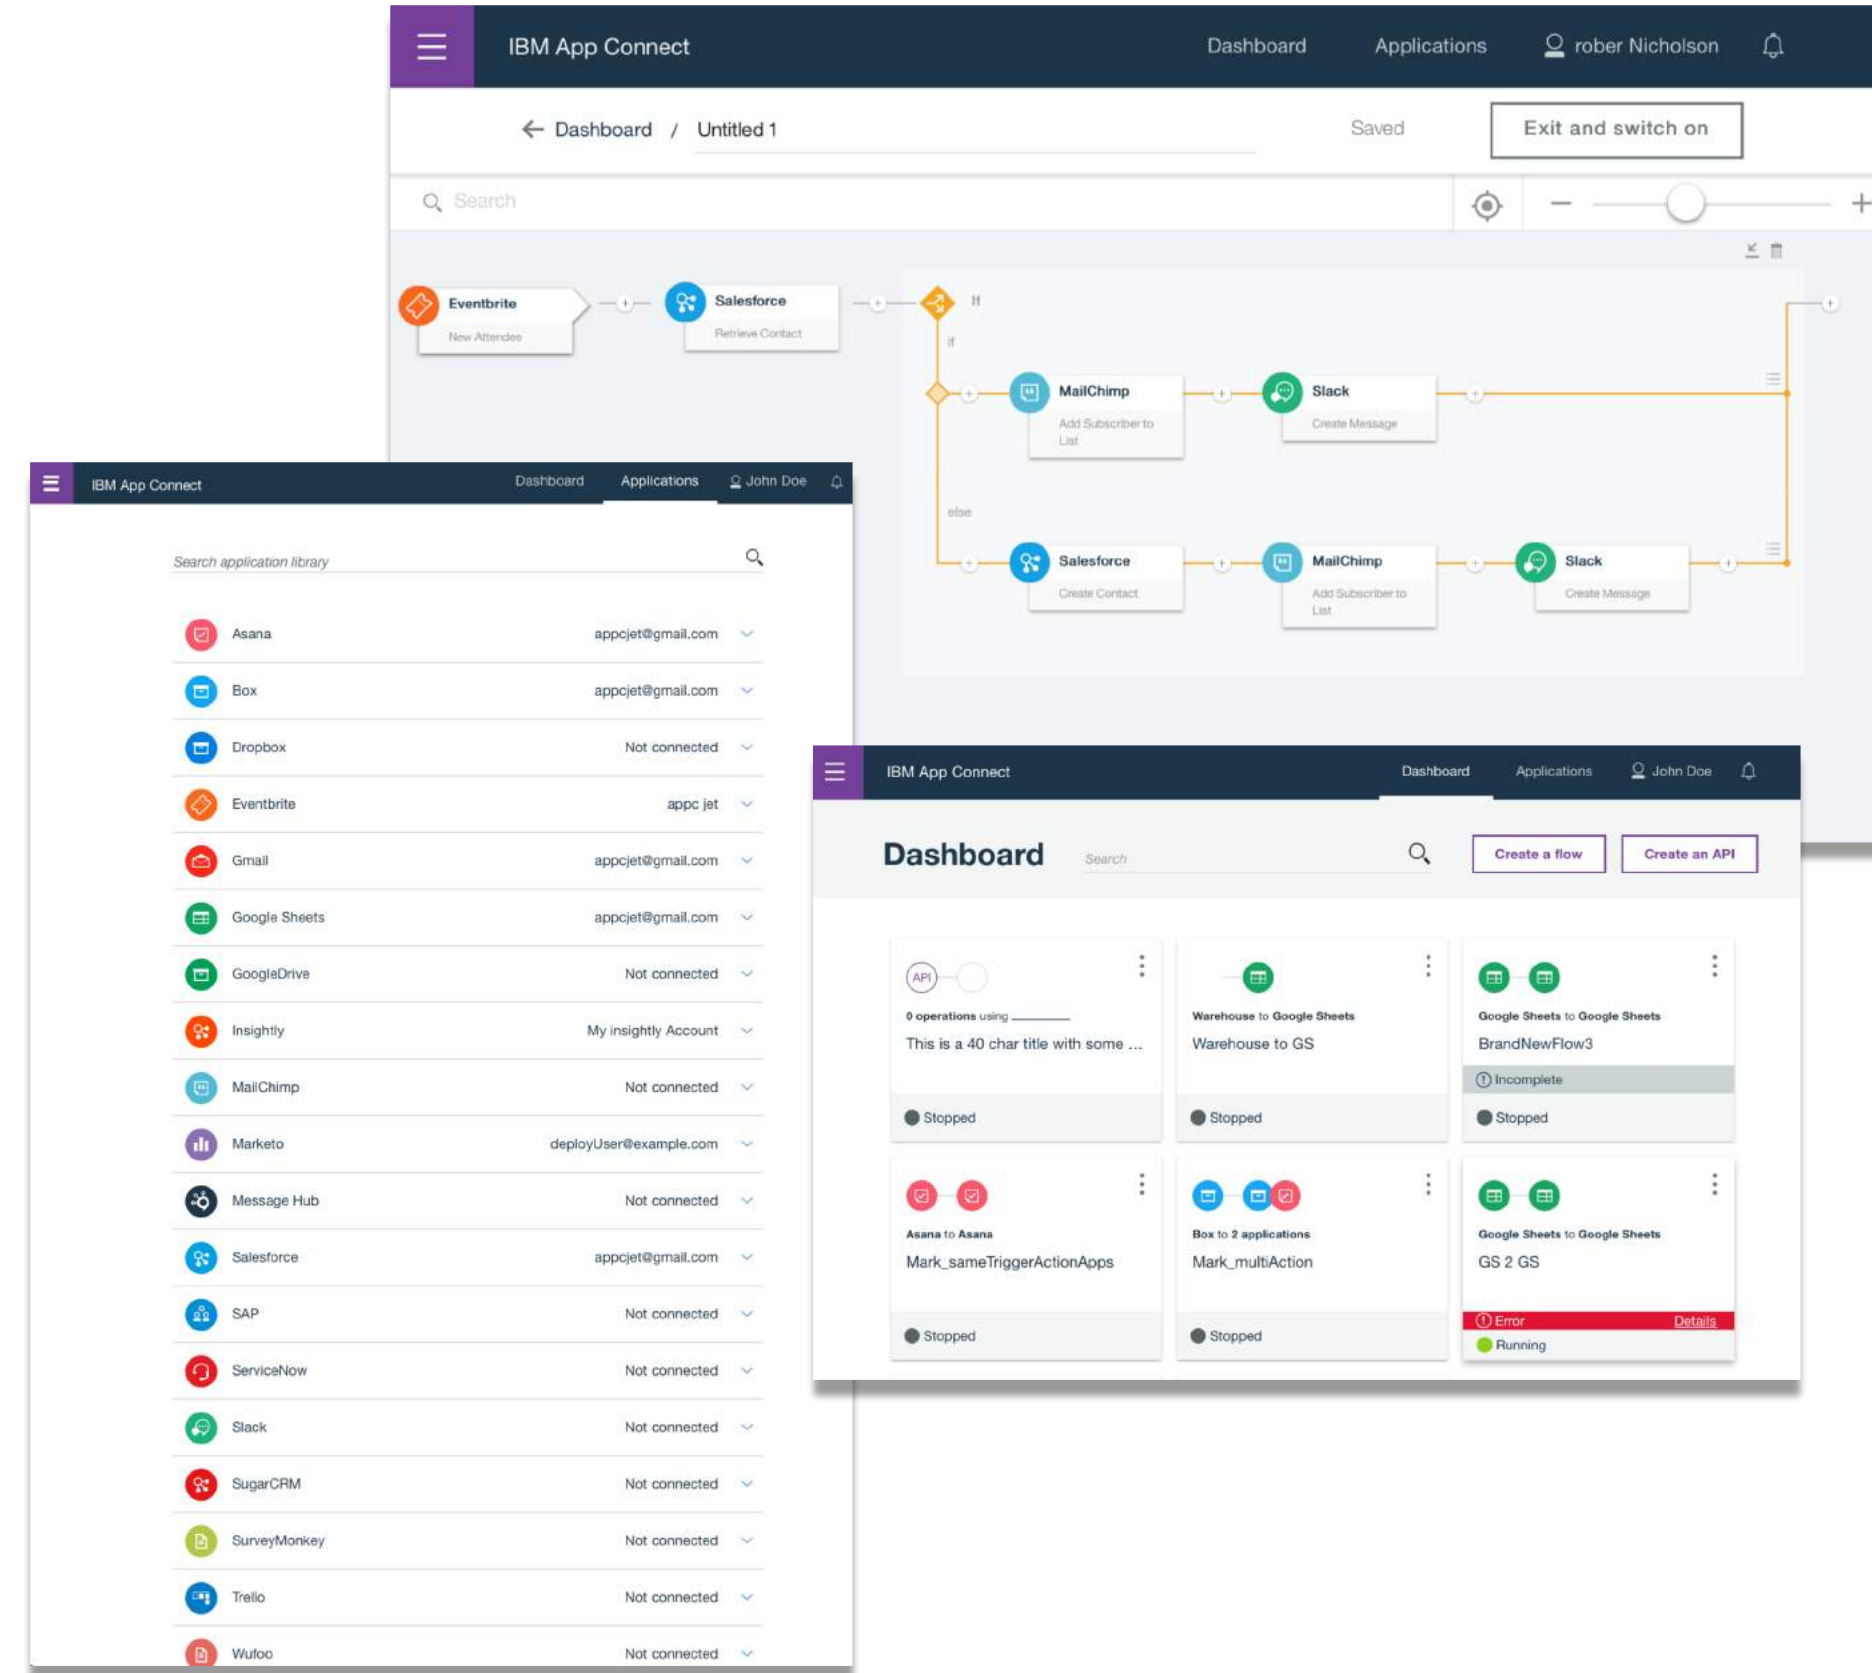 IBM App Connect
Dashboard
Applications
rober Nicholson
Dashboard / Untitled 1
Saved
Exit and switch on
Search
Eventbrite
New Attendee
Salesforce
Retrieve Contact
If
if
MailChimp
Add Subscriber to
List
Slack
Create Message
else
Salesforce
Create Contact
MailChimp
Add Subscriber to
List
Slack
Create Message
IBM App Connect
Dashboard
Applications
John Doe
Search application library
Asana appcjet@gmail.com
Box appcjet@gmail.com
Dropbox Not connected
Eventbrite appc jet
Gmail appcjet@gmail.com
Google Sheets appcjet@gmail.com
GoogleDrive Not connected
Insightly My insightly Account
MailChimp Not connected
Marketo deployUser@example.com
Message Hub Not connected
Salesforce appcjet@gmail.com
SAP Not connected
ServiceNow Not connected
Slack Not connected
SugarCRM Not connected
SurveyMonkey Not connected
Trello Not connected
Wufoo Not connected
IBM App Connect
Dashboard
Applications
John Doe
Dashboard
Search
Create a flow
Create an API
API
0 operations using ________
This is a 40 char title with some ...
Stopped
Warehouse to Google Sheets
Warehouse to GS
Stopped
Google Sheets to Google Sheets
BrandNewFlow3
Incomplete
Stopped
Asana to Asana
Mark_sameTriggerActionApps
Stopped
Box to 2 applications
Mark_multiAction
Stopped
Google Sheets to Google Sheets
GS 2 GS
Error Details
Running